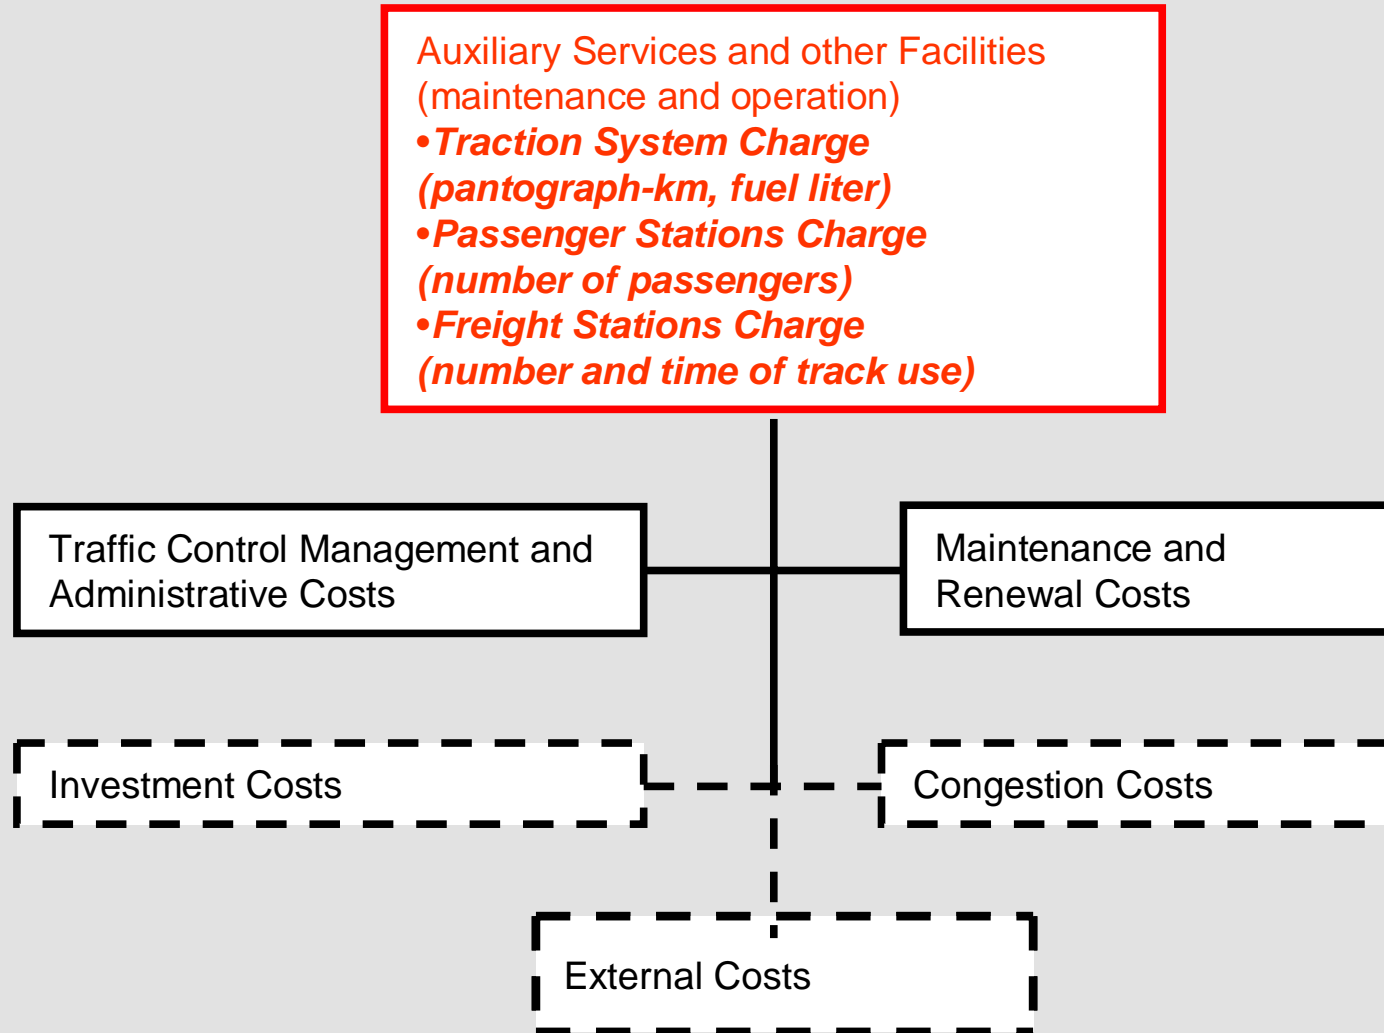 Auxiliary Services and other Facilities
(maintenance and operation)
•Traction System Charge
(pantograph-km, fuel liter)
•Passenger Stations Charge
(number of passengers)
•Freight Stations Charge
(number and time of track use)
Traffic Control Management and
Administrative Costs
Maintenance and
Renewal Costs
Investment Costs
Congestion Costs
External Costs